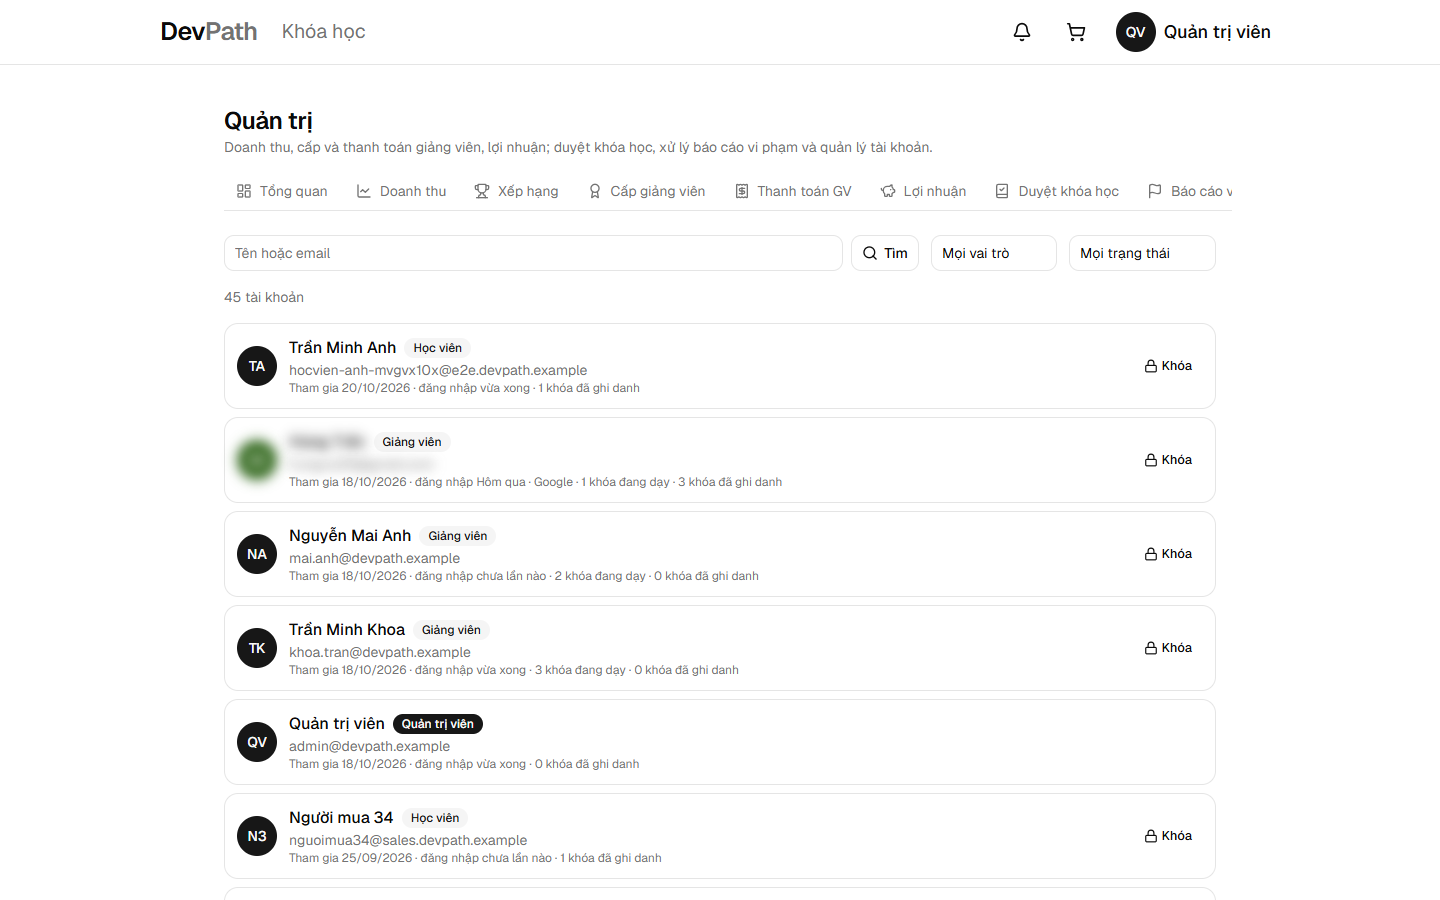 DevPath Khóa học QV Quản trị viên
Quản trị
Doanh thu, cấp và thanh toán giảng viên, lợi nhuận; duyệt khóa học, xử lý báo cáo vi phạm và quản lý tài khoản.
Tổng quan Doanh thu Xếp hạng Cấp giảng viên Thanh toán GV Lợi nhuận Duyệt khóa học Báo cáo
Tên hoặc email Tìm Mọi vai trò Mọi trạng thái
45 tài khoản
TA Trần Minh Anh Học viên
hocvien-anh-mvgvx10x@e2e.devpath.example
Tham gia 20/10/2026 · đăng nhập vừa xong · 1 khóa đã ghi danh
Khóa
Giảng viên
Tham gia 18/10/2026 · đăng nhập Hôm qua · Google · 1 khóa đang dạy · 3 khóa đã ghi danh
Khóa
NA Nguyễn Mai Anh Giảng viên
mai.anh@devpath.example
Tham gia 18/10/2026 · đăng nhập chưa lần nào · 2 khóa đang dạy · 0 khóa đã ghi danh
Khóa
TK Trần Minh Khoa Giảng viên
khoa.tran@devpath.example
Tham gia 18/10/2026 · đăng nhập vừa xong · 3 khóa đang dạy · 0 khóa đã ghi danh
Khóa
QV Quản trị viên Quản trị viên
admin@devpath.example
Tham gia 18/10/2026 · đăng nhập vừa xong · 0 khóa đã ghi danh
N3 Người mua 34 Học viên
nguoimua34@sales.devpath.example
Tham gia 25/09/2026 · đăng nhập chưa lần nào · 1 khóa đã ghi danh
Khóa